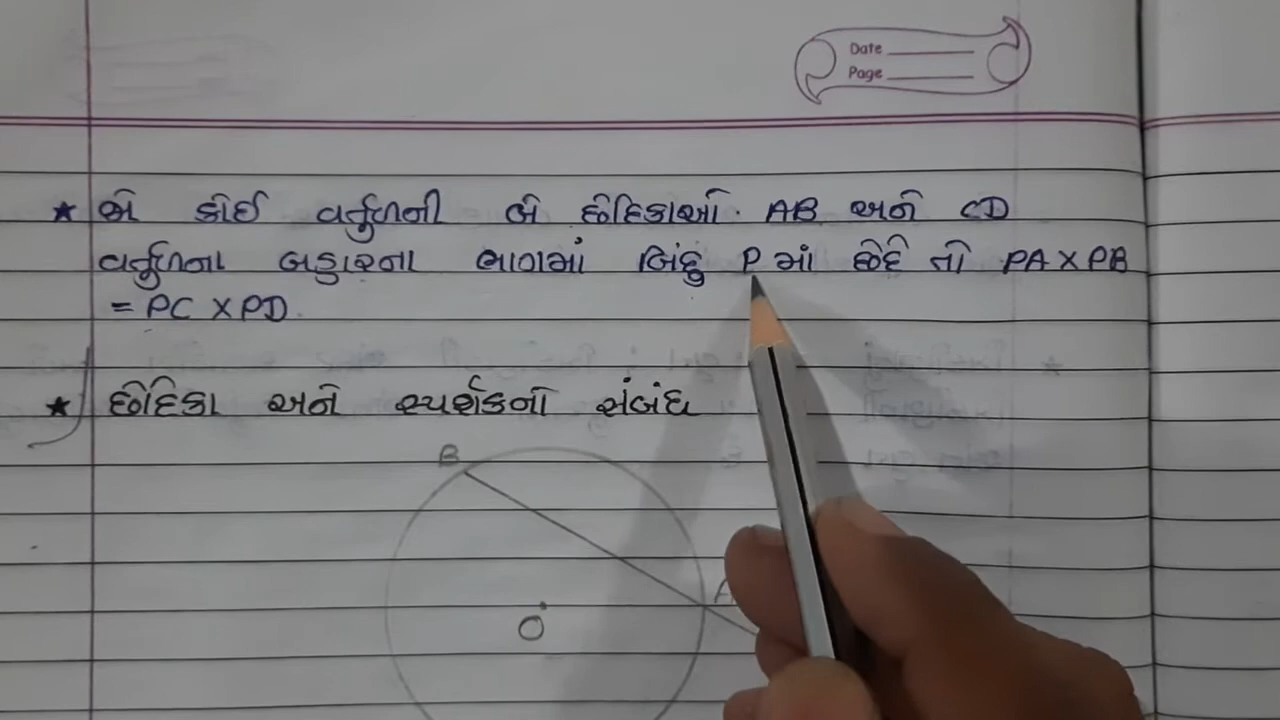 Date
Page
★ જો કોઈ વર્તુળની બે છેદિકાઓ. AB અને CD
વર્તુળના બહારના ભાગમાં બિંદુ P માં છેદે તો PA X PB
= PC X PD.
★ છેદિકા અને સ્પર્શકનો સંબંધ
B
A
O